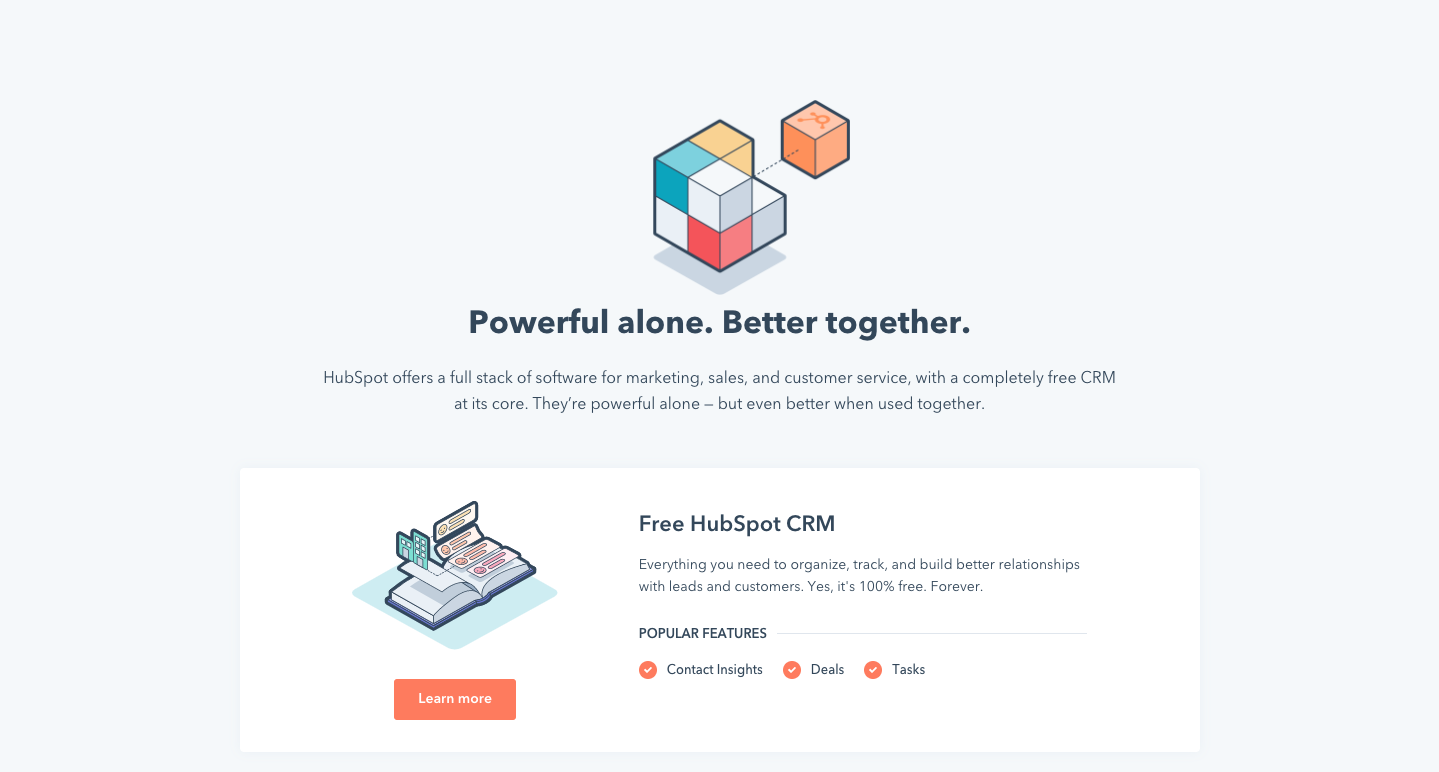 Powerful alone. Better together.
HubSpot offers a full stack of software for marketing, sales, and customer service, with a completely free CRM
at its core. They’re powerful alone – but even better when used together.
Free HubSpot CRM
Everything you need to organize, track, and build better relationships
with leads and customers. Yes, it's 100% free. Forever.
POPULAR FEATURES
Contact Insights Deals Tasks
Learn more